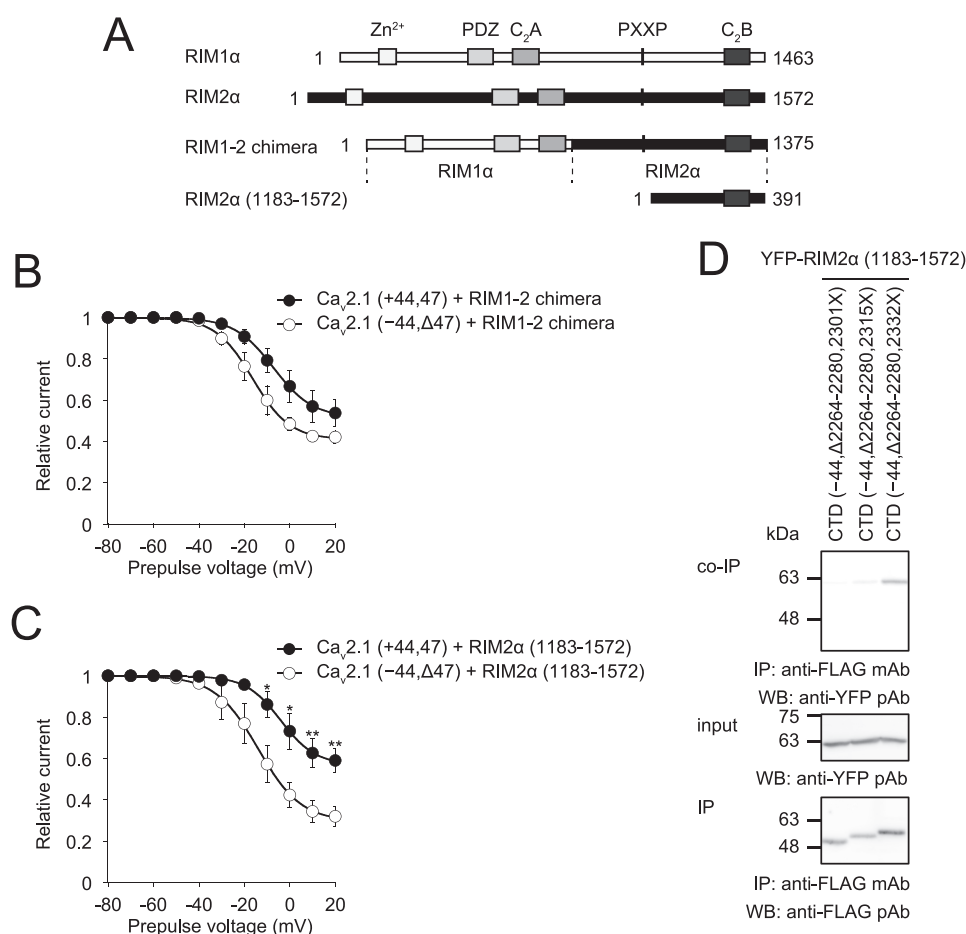 A
Zn²⁺ PDZ C₂A PXXP C₂B
RIM1α 1 1463
RIM2α 1 1572
RIM1-2 chimera 1 1375
RIM1α RIM2α
RIM2α (1183-1572) 1 391
B
Caᵥ2.1 (+44,47) + RIM1-2 chimera
Caᵥ2.1 (−44,Δ47) + RIM1-2 chimera
1
0.8
0.6
0.4
0.2
0
Relative current
-80 -60 -40 -20 0 20
Prepulse voltage (mV)
C
Caᵥ2.1 (+44,47) + RIM2α (1183-1572)
Caᵥ2.1 (−44,Δ47) + RIM2α (1183-1572)
1
0.8
0.6
0.4
0.2
0
* * ** **
Relative current
-80 -60 -40 -20 0 20
Prepulse voltage (mV)
D
YFP-RIM2α (1183-1572)
CTD (−44,Δ2264-2280,2301X)
CTD (−44,Δ2264-2280,2315X)
CTD (−44,Δ2264-2280,2332X)
kDa
co-IP
63
48
IP: anti-FLAG mAb
WB: anti-YFP pAb
input
75
63
WB: anti-YFP pAb
IP
63
48
IP: anti-FLAG mAb
WB: anti-FLAG pAb